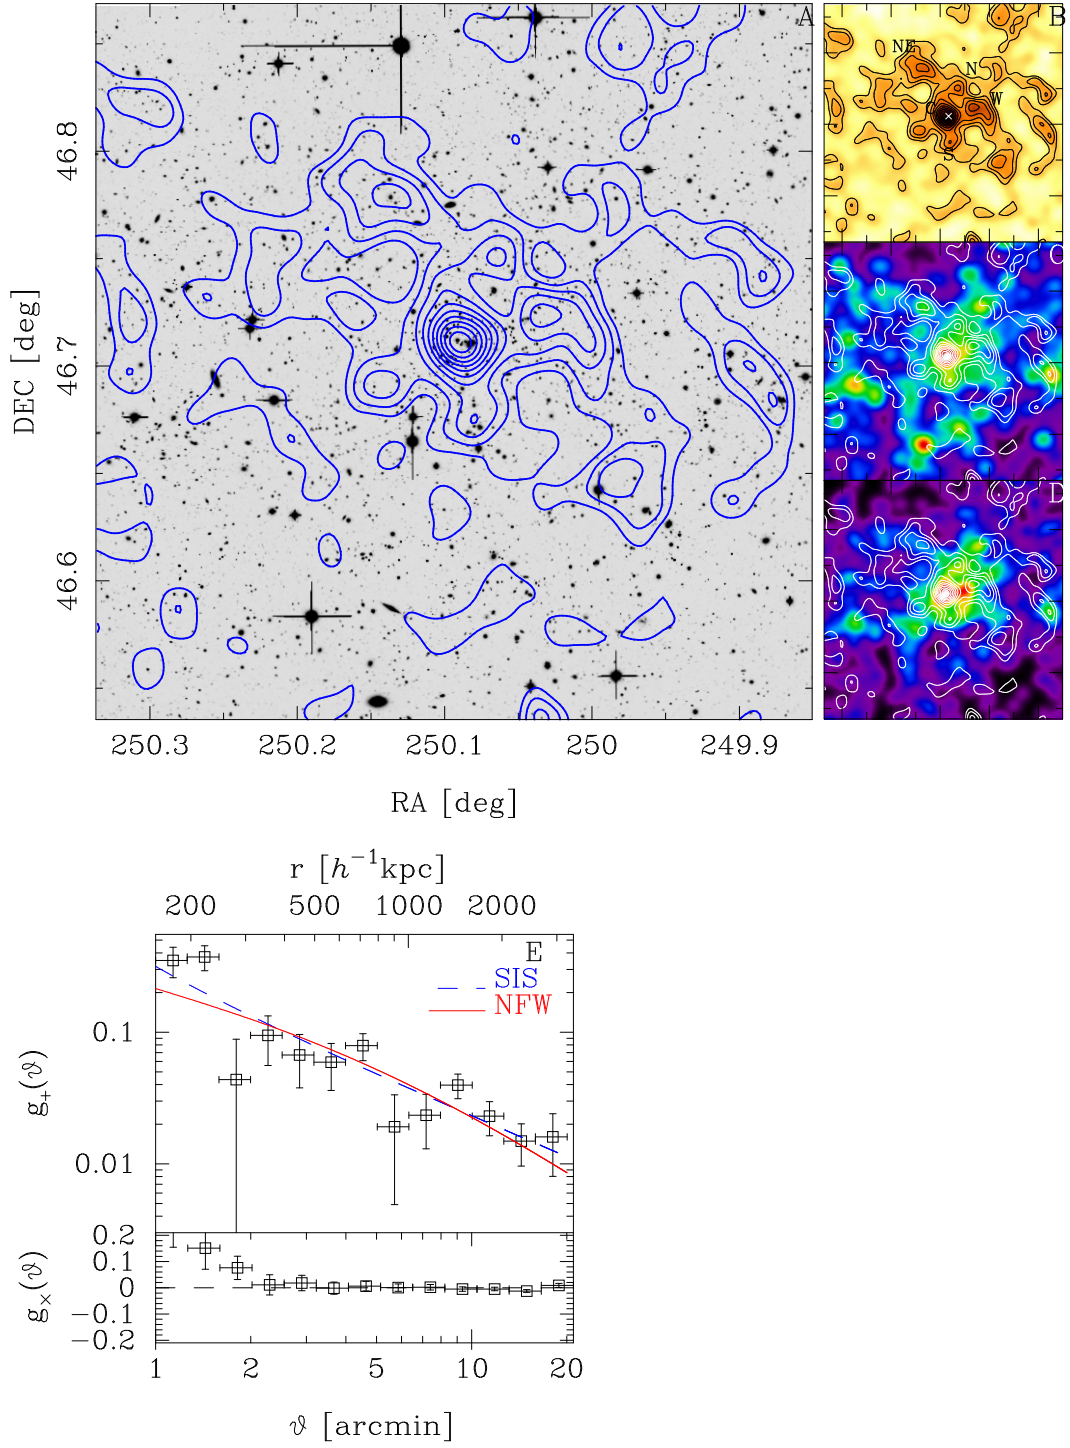 A
B
NE
N
W
C
S
C
D
46.8
46.7
46.6
DEC [deg]
250.3 250.2 250.1 250 249.9
RA [deg]
r [h⁻¹kpc]
200 500 1000 2000
E
SIS
NFW
0.1
0.01
g₊(ϑ)
0.2
0.1
0
−0.1
−0.2
g×(ϑ)
1 2 5 10 20
ϑ [arcmin]